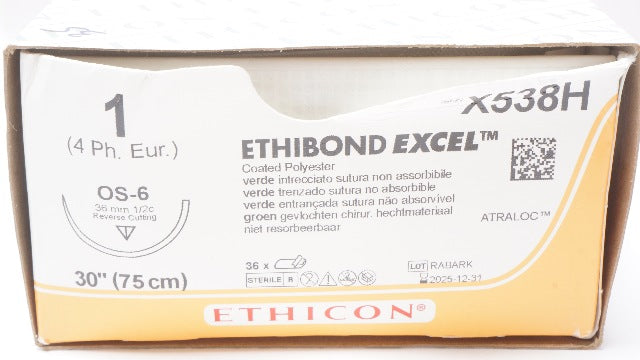 1
(4 Ph. Eur.)
OS-6
36 mm 1/2c
Reverse Cutting
30" (75 cm)
X538H
ETHIBOND EXCEL™
Coated Polyester
verde intrecciato sutura non assorbibile
verde trenzado sutura no absorbible
verde entrançada sutura não absorvível
groen gevlochten chirur. hechtmateriaal
niet resorbeerbaar
ATRALOC™
36 x
STERILE R
LOT RABARK
2025-12-31
ETHICON®